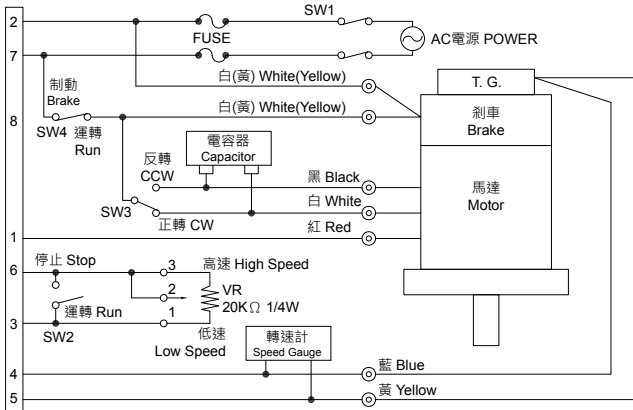 2
FUSE
SW1
AC電源 POWER
7
白(黃) White(Yellow)
T. G.
制動
Brake
白(黃) White(Yellow)
剎車
Brake
8
SW4
運轉
Run
電容器
Capacitor
反轉
CCW
黑 Black
馬達
Motor
SW3
正轉 CW
白 White
1
紅 Red
6
停止 Stop
3
高速 High Speed
2
VR
20KΩ 1/4W
運轉 Run
1
低速
Low Speed
3
SW2
轉速計
Speed Gauge
4
藍 Blue
5
黃 Yellow